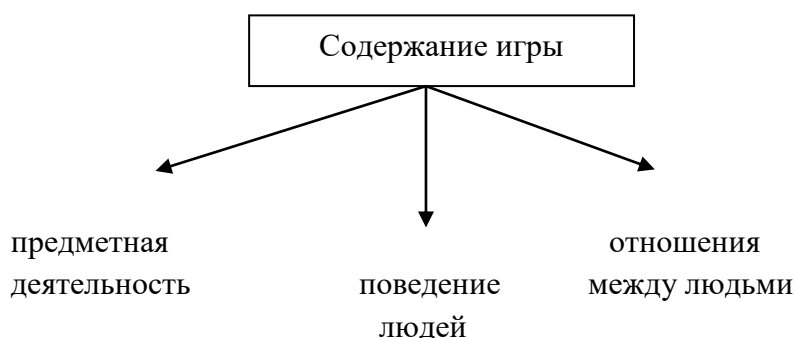 Содержание игры
предметная
деятельность
поведение
людей
отношения
между людьми